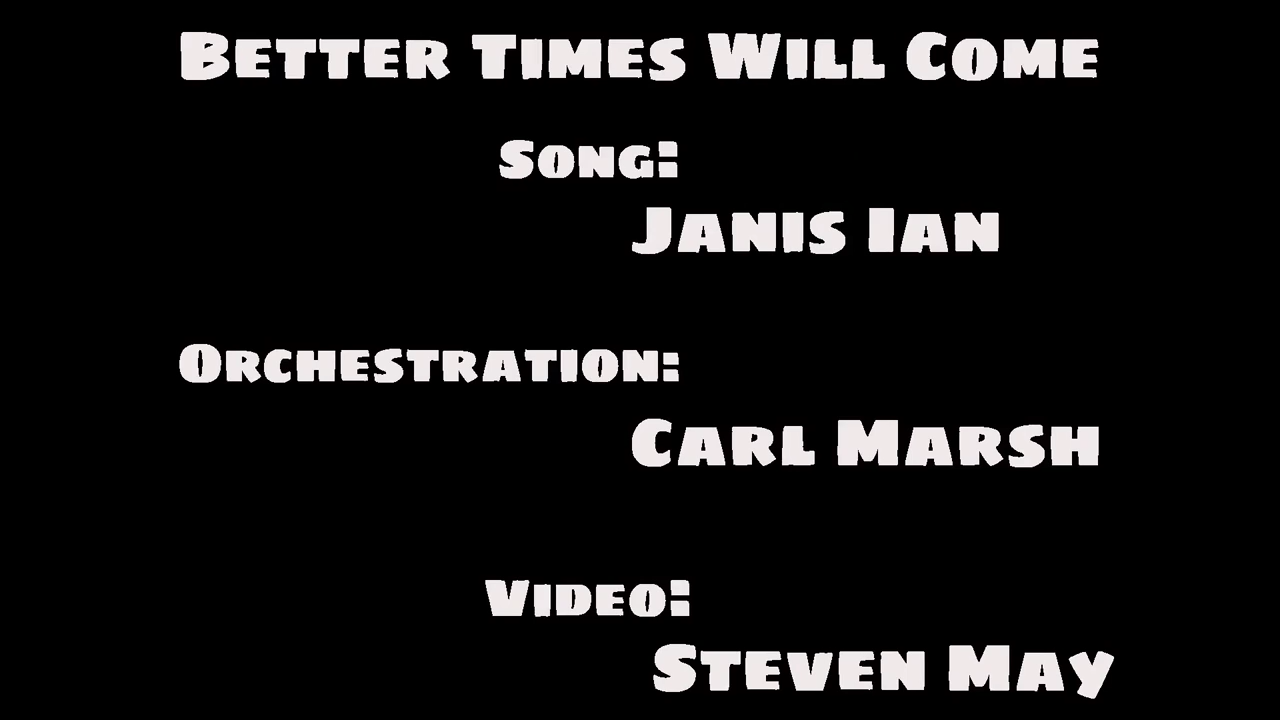 Better Times Will Come
Song:
Janis Ian
Orchestration:
Carl Marsh
Video:
Steven May